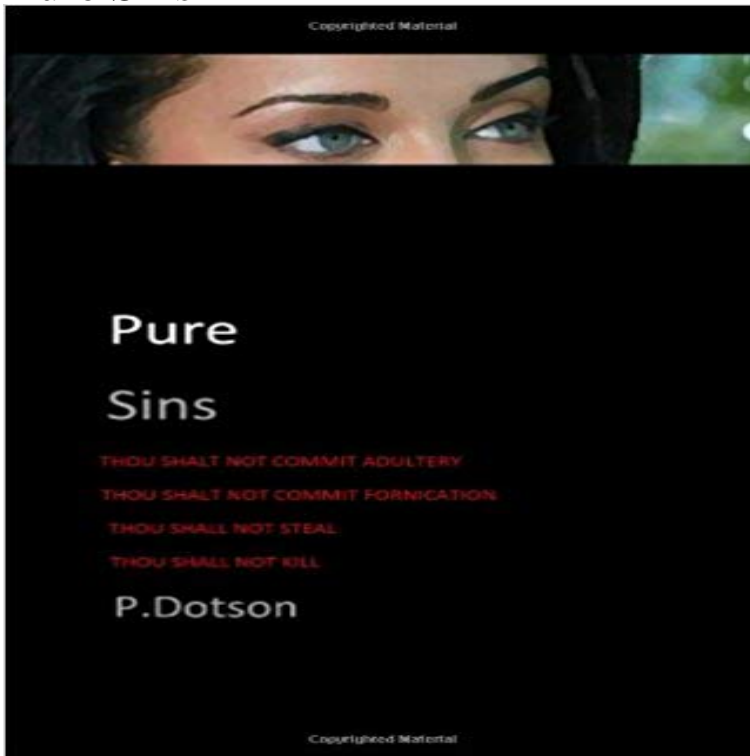 Copyrighted Material
Pure
Sins
THOU SHALT NOT COMMIT ADULTERY
THOU SHALT NOT COMMIT FORNICATION
THOU SHALL NOT STEAL
THOU SHALL NOT KILL
P.Dotson
Copyrighted Material